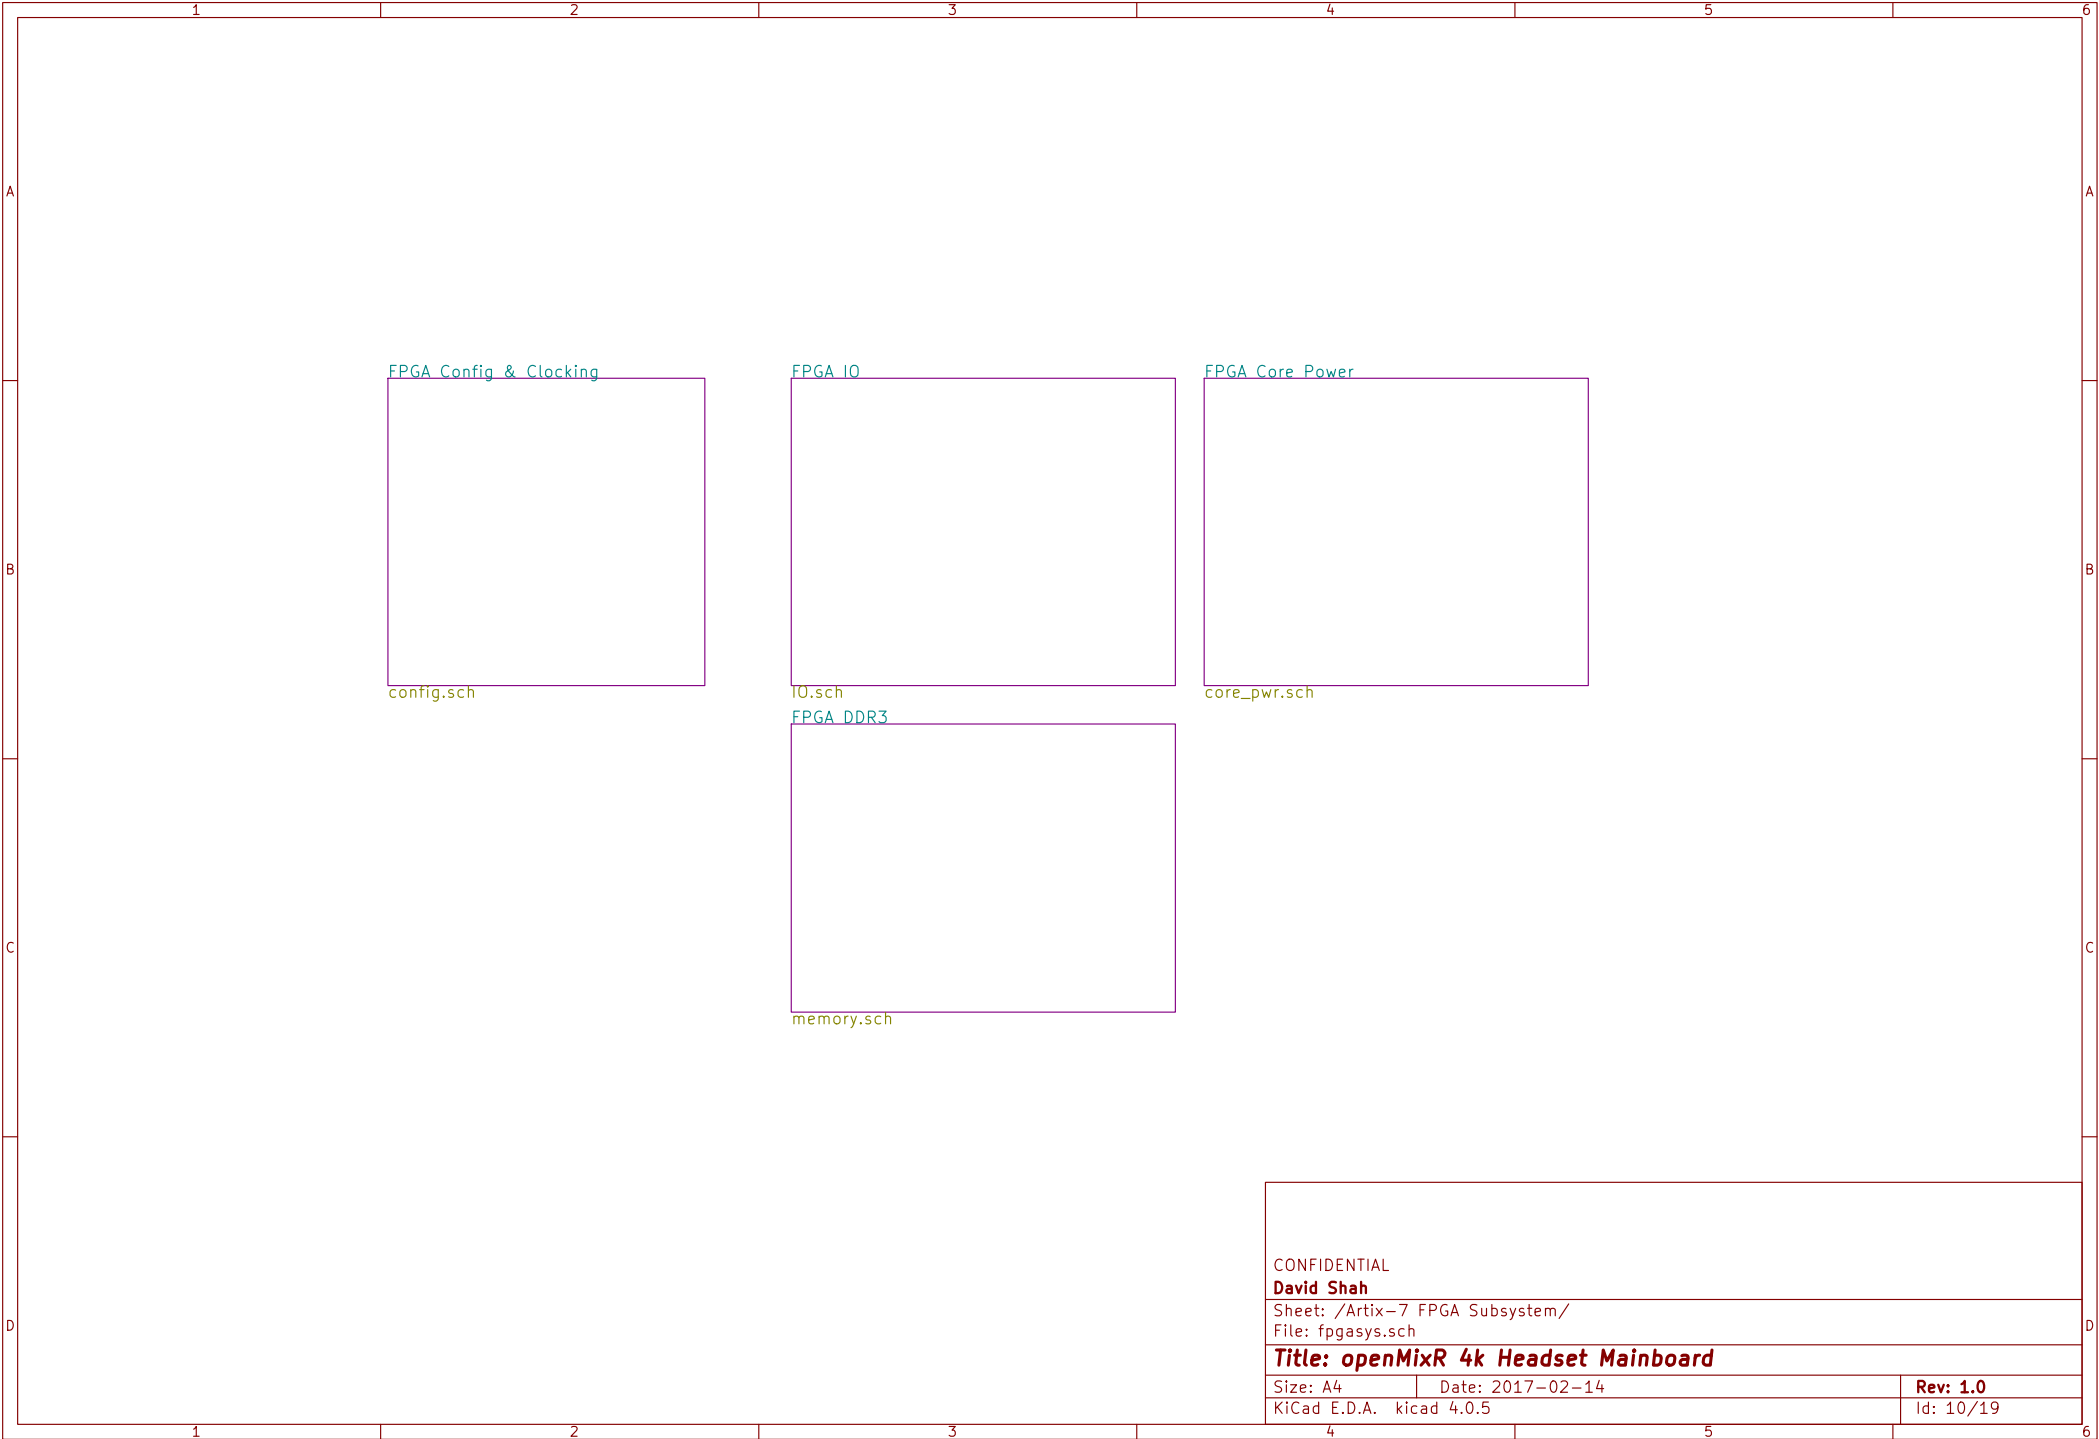 1 2 3 4 5 6
A A
FPGA Config & Clocking FPGA IO FPGA Core Power
B B
config.sch IO.sch core_pwr.sch
FPGA DDR3
C C
memory.sch
CONFIDENTIAL
David Shah
Sheet: /Artix-7 FPGA Subsystem/
D D
File: fpgasys.sch
Title: openMixR 4k Headset Mainboard
Size: A4 Date: 2017-02-14 Rev: 1.0
KiCad E.D.A. kicad 4.0.5 Id: 10/19
1 2 3 4 5 6